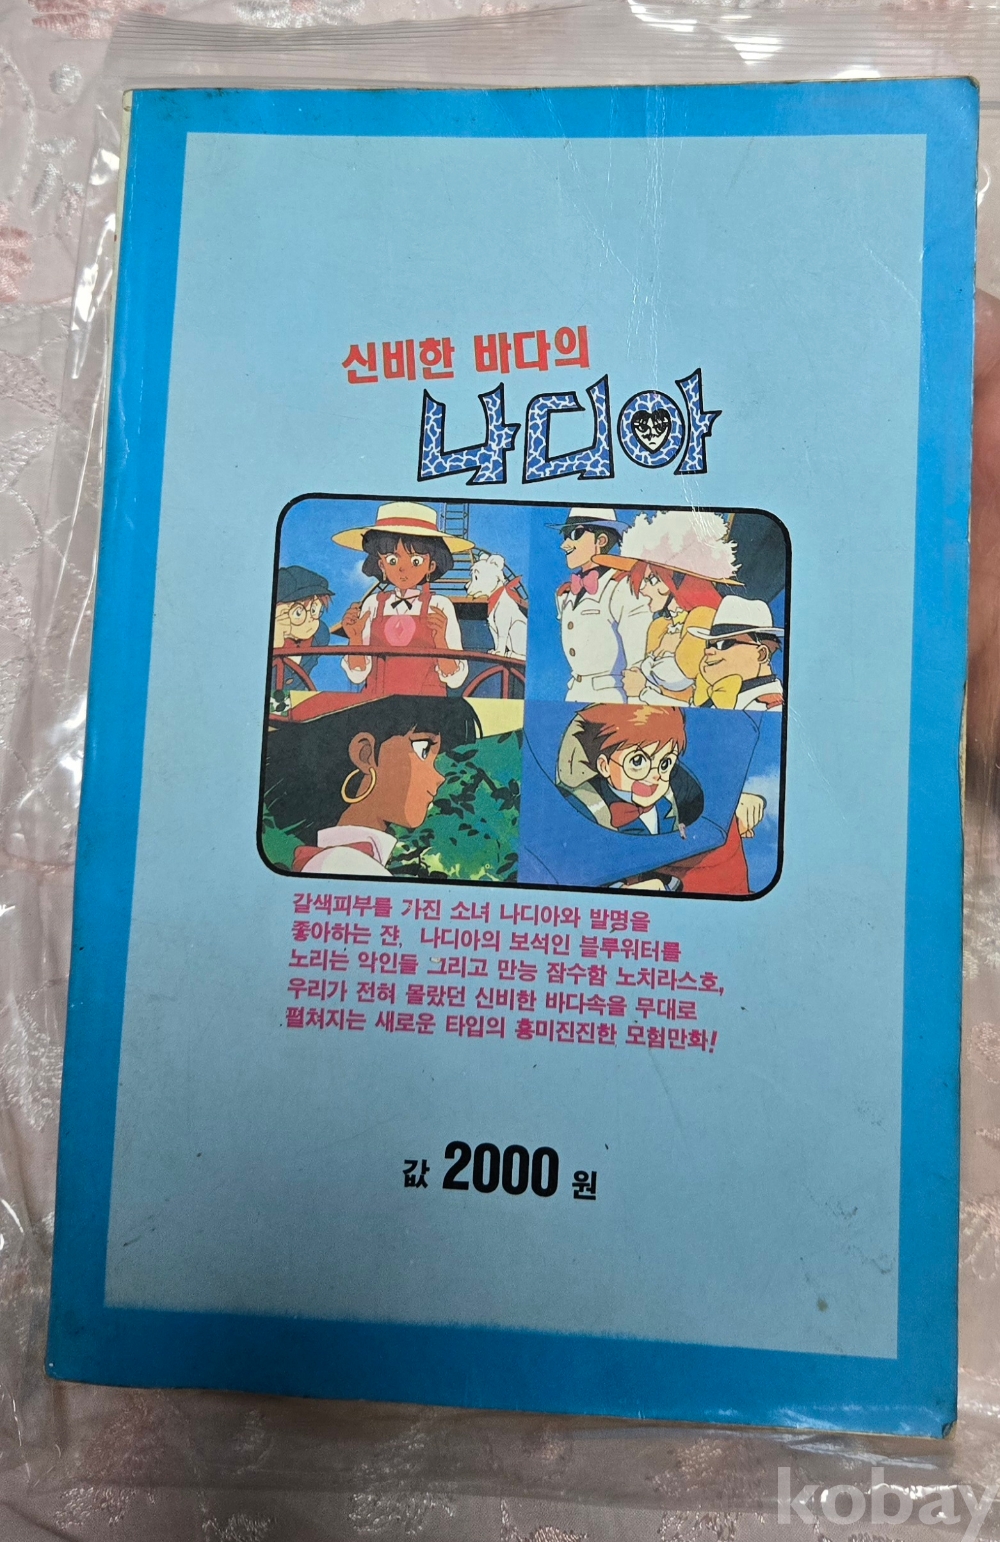 신비한 바다의
나디아
갈색피부를 가진 소녀 나디아와 발명을
좋아하는 쟌, 나디아의 보석인 블루워터를
노리는 악인들 그리고 만능 잠수함 노치라스호,
우리가 전혀 몰랐던 신비한 바다속을 무대로
펼쳐지는 새로운 타입의 흥미진진한 모험만화!
값 2000 원
kobay